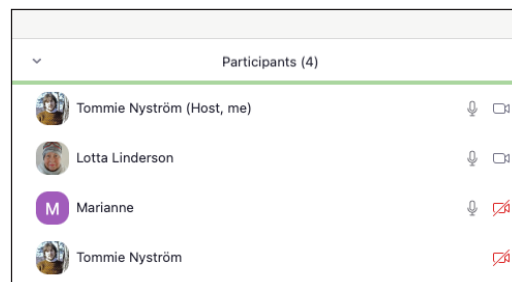 Participants (4)
Tommie Nyström (Host, me)
Lotta Linderson
M Marianne
Tommie Nyström